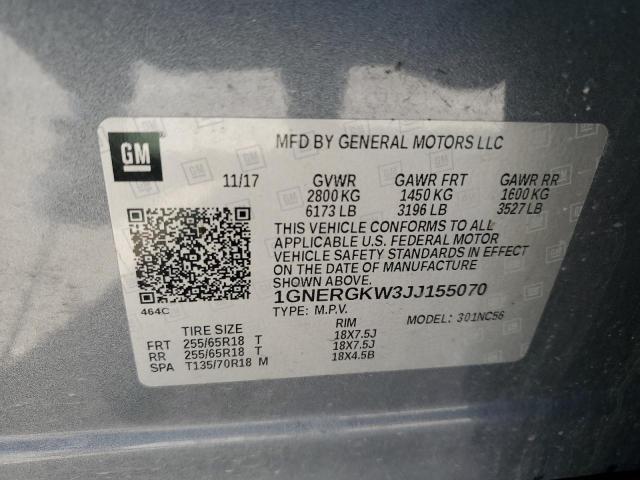 GM
MFD BY GENERAL MOTORS LLC
11/17 GVWR GAWR FRT GAWR RR
2800 KG 1450 KG 1600 KG
6173 LB 3196 LB 3527 LB
THIS VEHICLE CONFORMS TO ALL
APPLICABLE U.S. FEDERAL MOTOR
VEHICLE SAFETY STANDARDS IN EFFECT
ON THE DATE OF MANUFACTURE
SHOWN ABOVE.
1GNERGKW3JJ155070
464C TYPE: M.P.V. MODEL: 301NC56
TIRE SIZE RIM
FRT 255/65R18 T 18X7.5J
RR 255/65R18 T 18X7.5J
SPA T135/70R18 M 18X4.5B